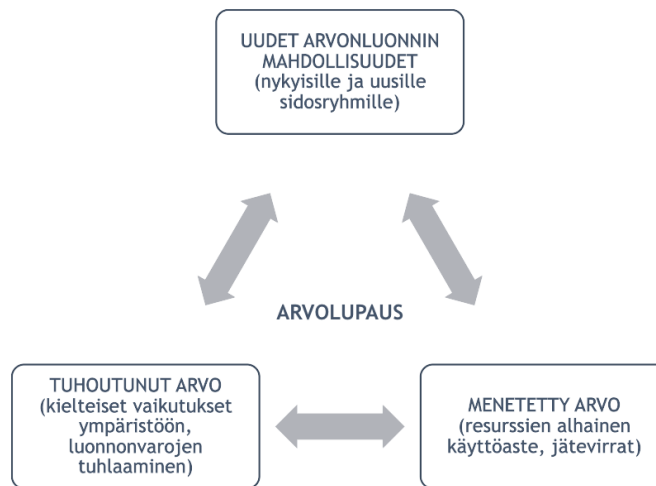 UUDET ARVONLUONNIN
MAHDOLLISUUDET
(nykyisille ja uusille
sidosryhmille)
ARVOLUPAUS
TUHOUTUNUT ARVO
(kielteiset vaikutukset
ympäristöön,
luonnonvarojen
tuhlaaminen)
MENETETTY ARVO
(resurssien alhainen
käyttöaste, jätevirrat)